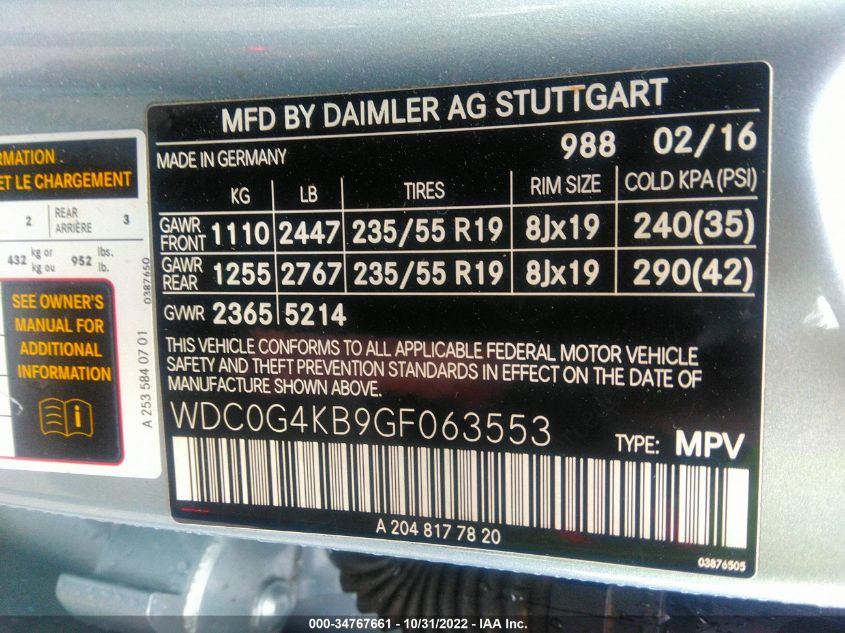 MFD BY DAIMLER AG STUTTGART
MADE IN GERMANY 988 02/16
KG LB TIRES RIM SIZE COLD KPA (PSI)
GAWR FRONT 1110 2447 235/55 R19 8Jx19 240(35)
GAWR REAR 1255 2767 235/55 R19 8Jx19 290(42)
GVWR 2365 5214
THIS VEHICLE CONFORMS TO ALL APPLICABLE FEDERAL MOTOR VEHICLE
SAFETY AND THEFT PREVENTION STANDARDS IN EFFECT ON THE DATE OF
MANUFACTURE SHOWN ABOVE.
WDC0G4KB9GF063553
TYPE: MPV
A 204 817 78 20
03876505
ET LE CHARGEMENT
2 REAR ARRIÈRE 3
432 kg or kg ou 952 lbs. lb.
SEE OWNER'S
MANUAL FOR
ADDITIONAL
INFORMATION
A 253 584 07 01 0387650
000-34767661 - 10/31/2022 - IAA Inc.